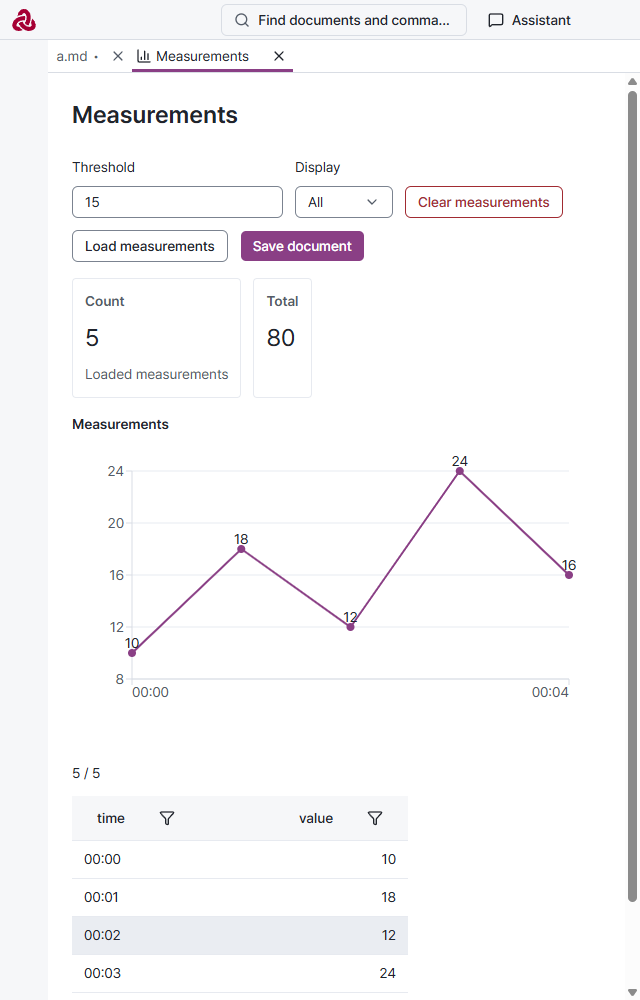 Find documents and comma...
Assistant
a.md •
Measurements
Measurements
Threshold
Display
15
All
Clear measurements
Load measurements
Save document
Count
Total
5
80
Loaded measurements
Measurements
24
24
20
18
16
16
12
12
10
8
00:00
00:04
5 / 5
time
value
00:00 10
00:01 18
00:02 12
00:03 24